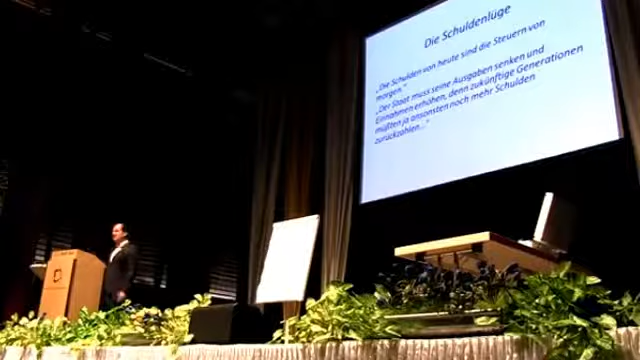 Die Schuldenlüge
„Die Schulden von heute sind die Steuern von
morgen."
„Der Staat muss seine Ausgaben senken und
Einnahmen erhöhen, denn zukünftige Generationen
müßten ja ansonsten noch mehr Schulden
zurückzahlen..."